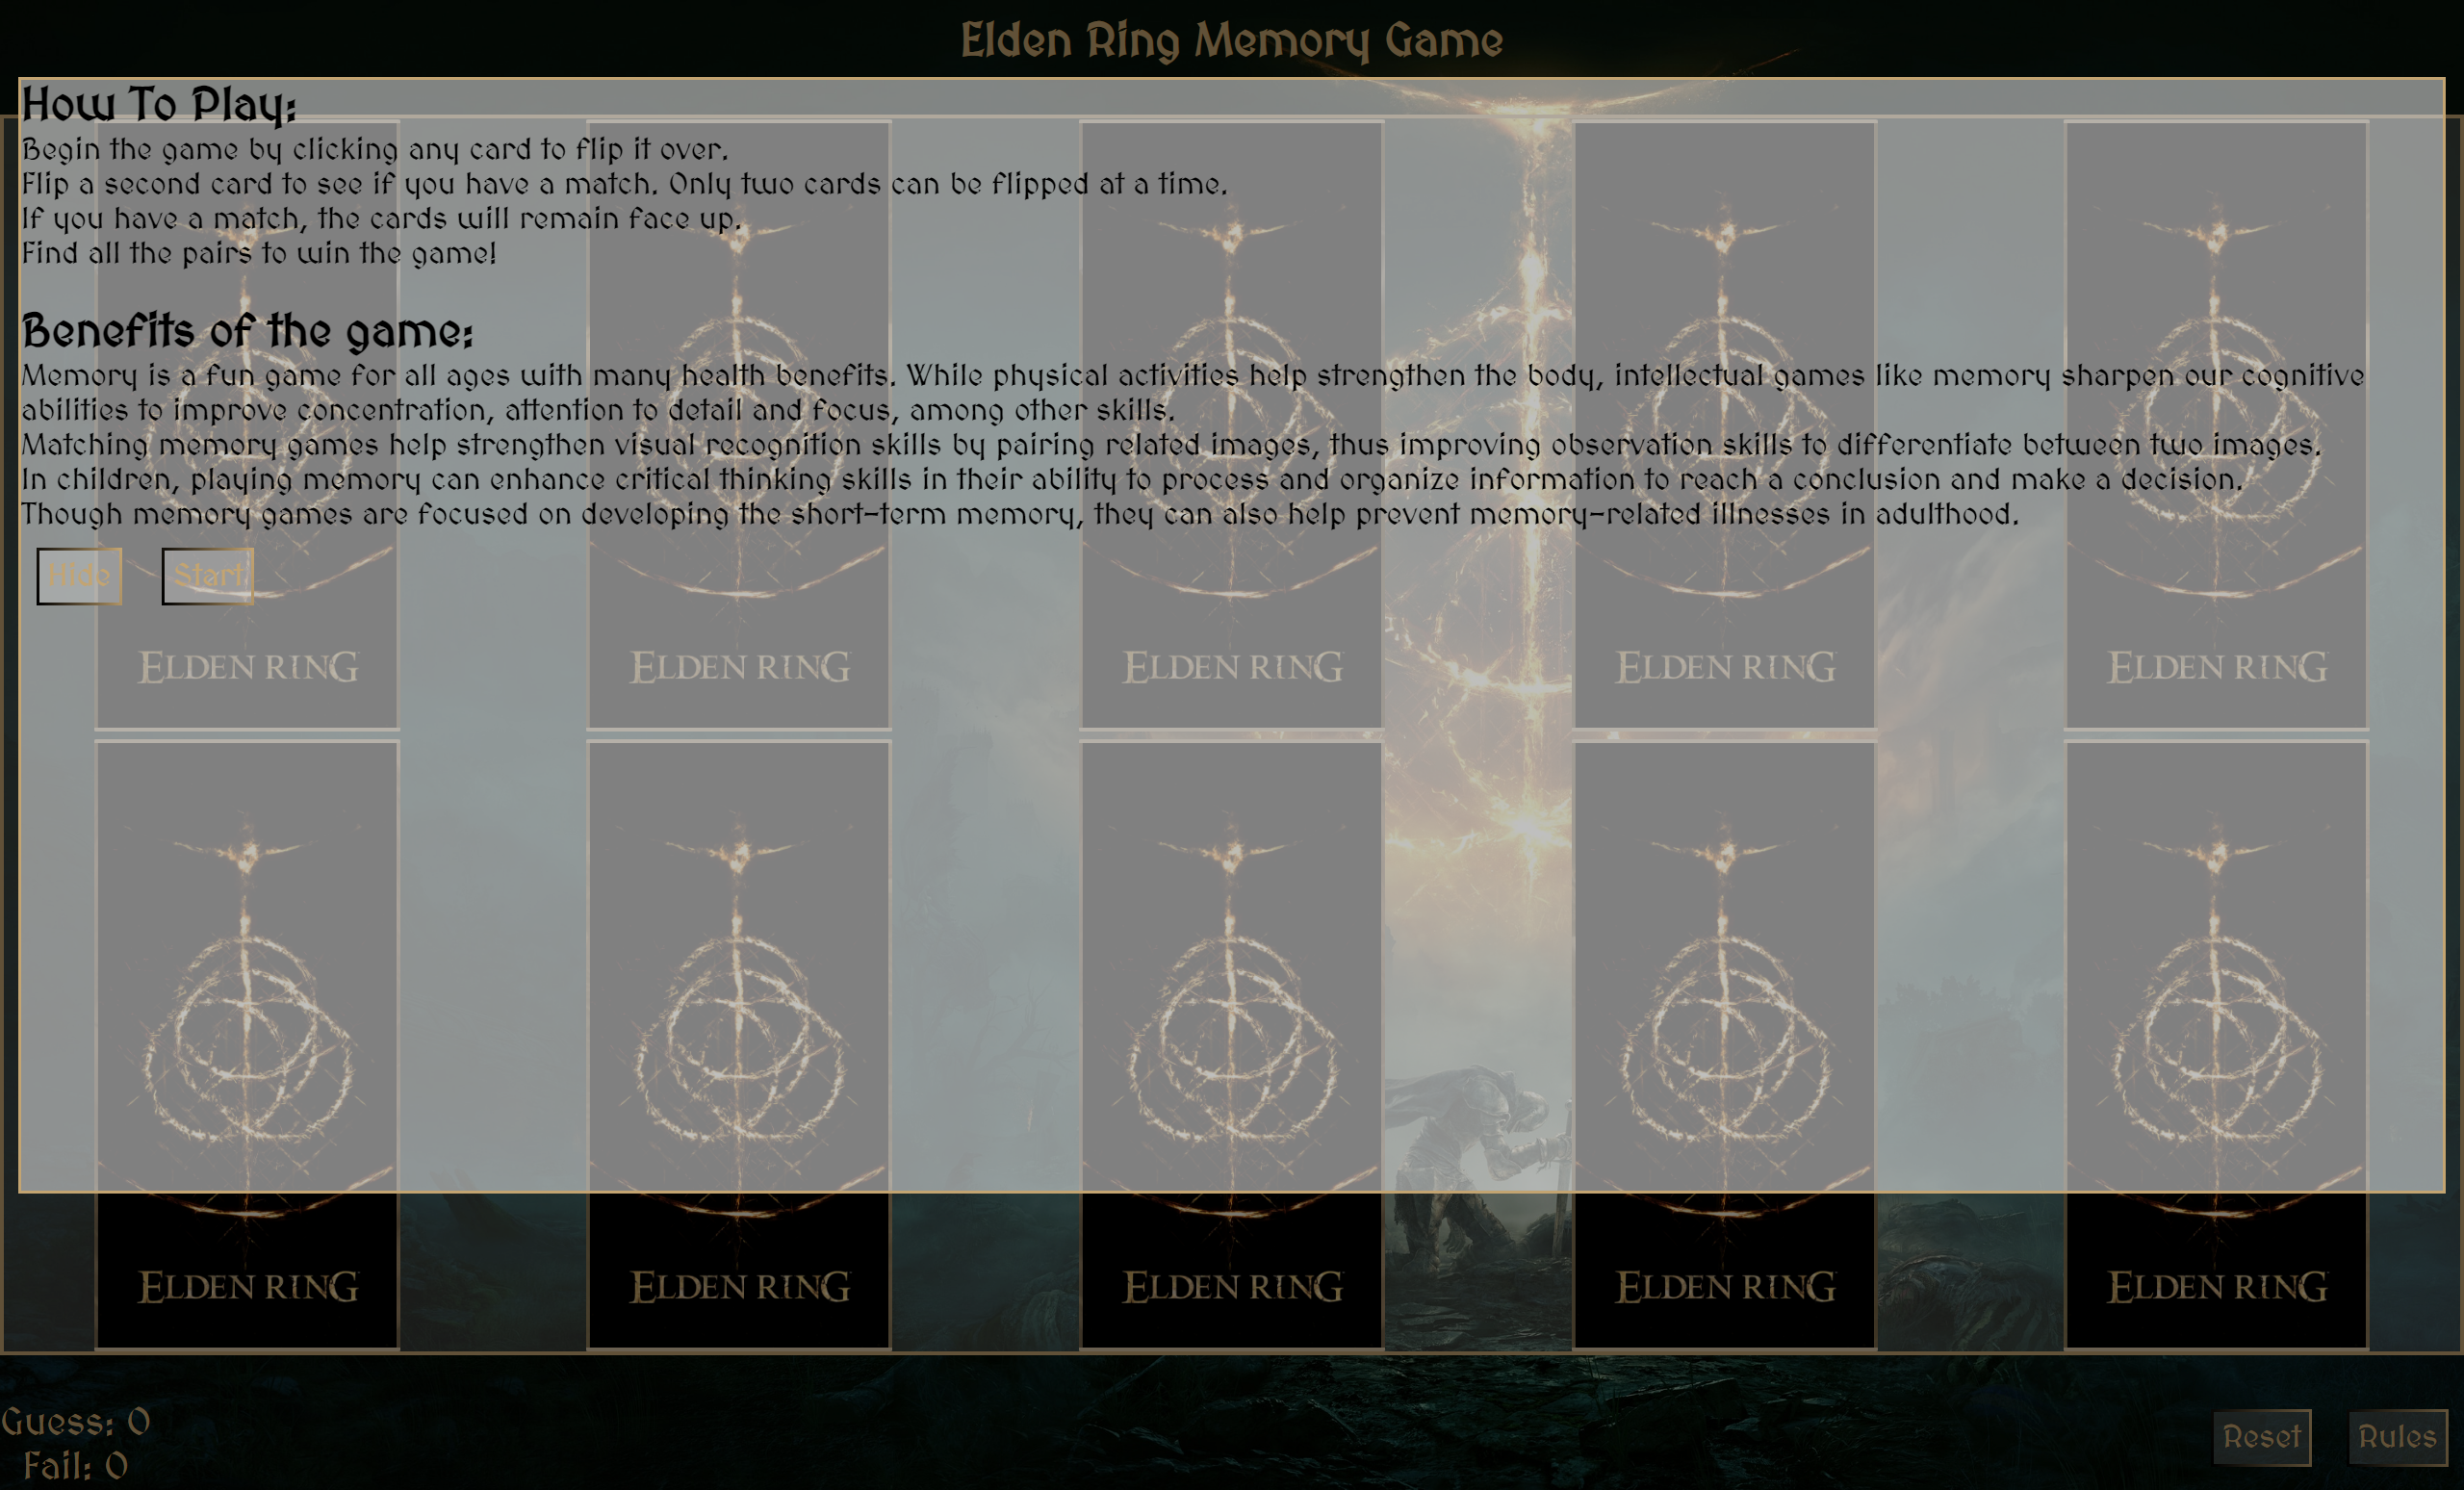 Elden Ring Memory Game
How To Play:
Begin the game by clicking any card to flip it over.
Flip a second card to see if you have a match. Only two cards can be flipped at a time.
If you have a match, the cards will remain face up.
Find all the pairs to win the game!
Benefits of the game:
Memory is a fun game for all ages with many health benefits. While physical activities help strengthen the body, intellectual games like memory sharpen our cognitive
abilities to improve concentration, attention to detail and focus, among other skills.
Matching memory games help strengthen visual recognition skills by pairing related images, thus improving observation skills to differentiate between two images.
In children, playing memory can enhance critical thinking skills in their ability to process and organize information to reach a conclusion and make a decision.
Though memory games are focused on developing the short-term memory, they can also help prevent memory-related illnesses in adulthood.
Hide Start
ELDEN RING ELDEN RING ELDEN RING ELDEN RING ELDEN RING
ELDEN RING ELDEN RING ELDEN RING ELDEN RING ELDEN RING
Guess: 0
Fail: 0
Reset Rules